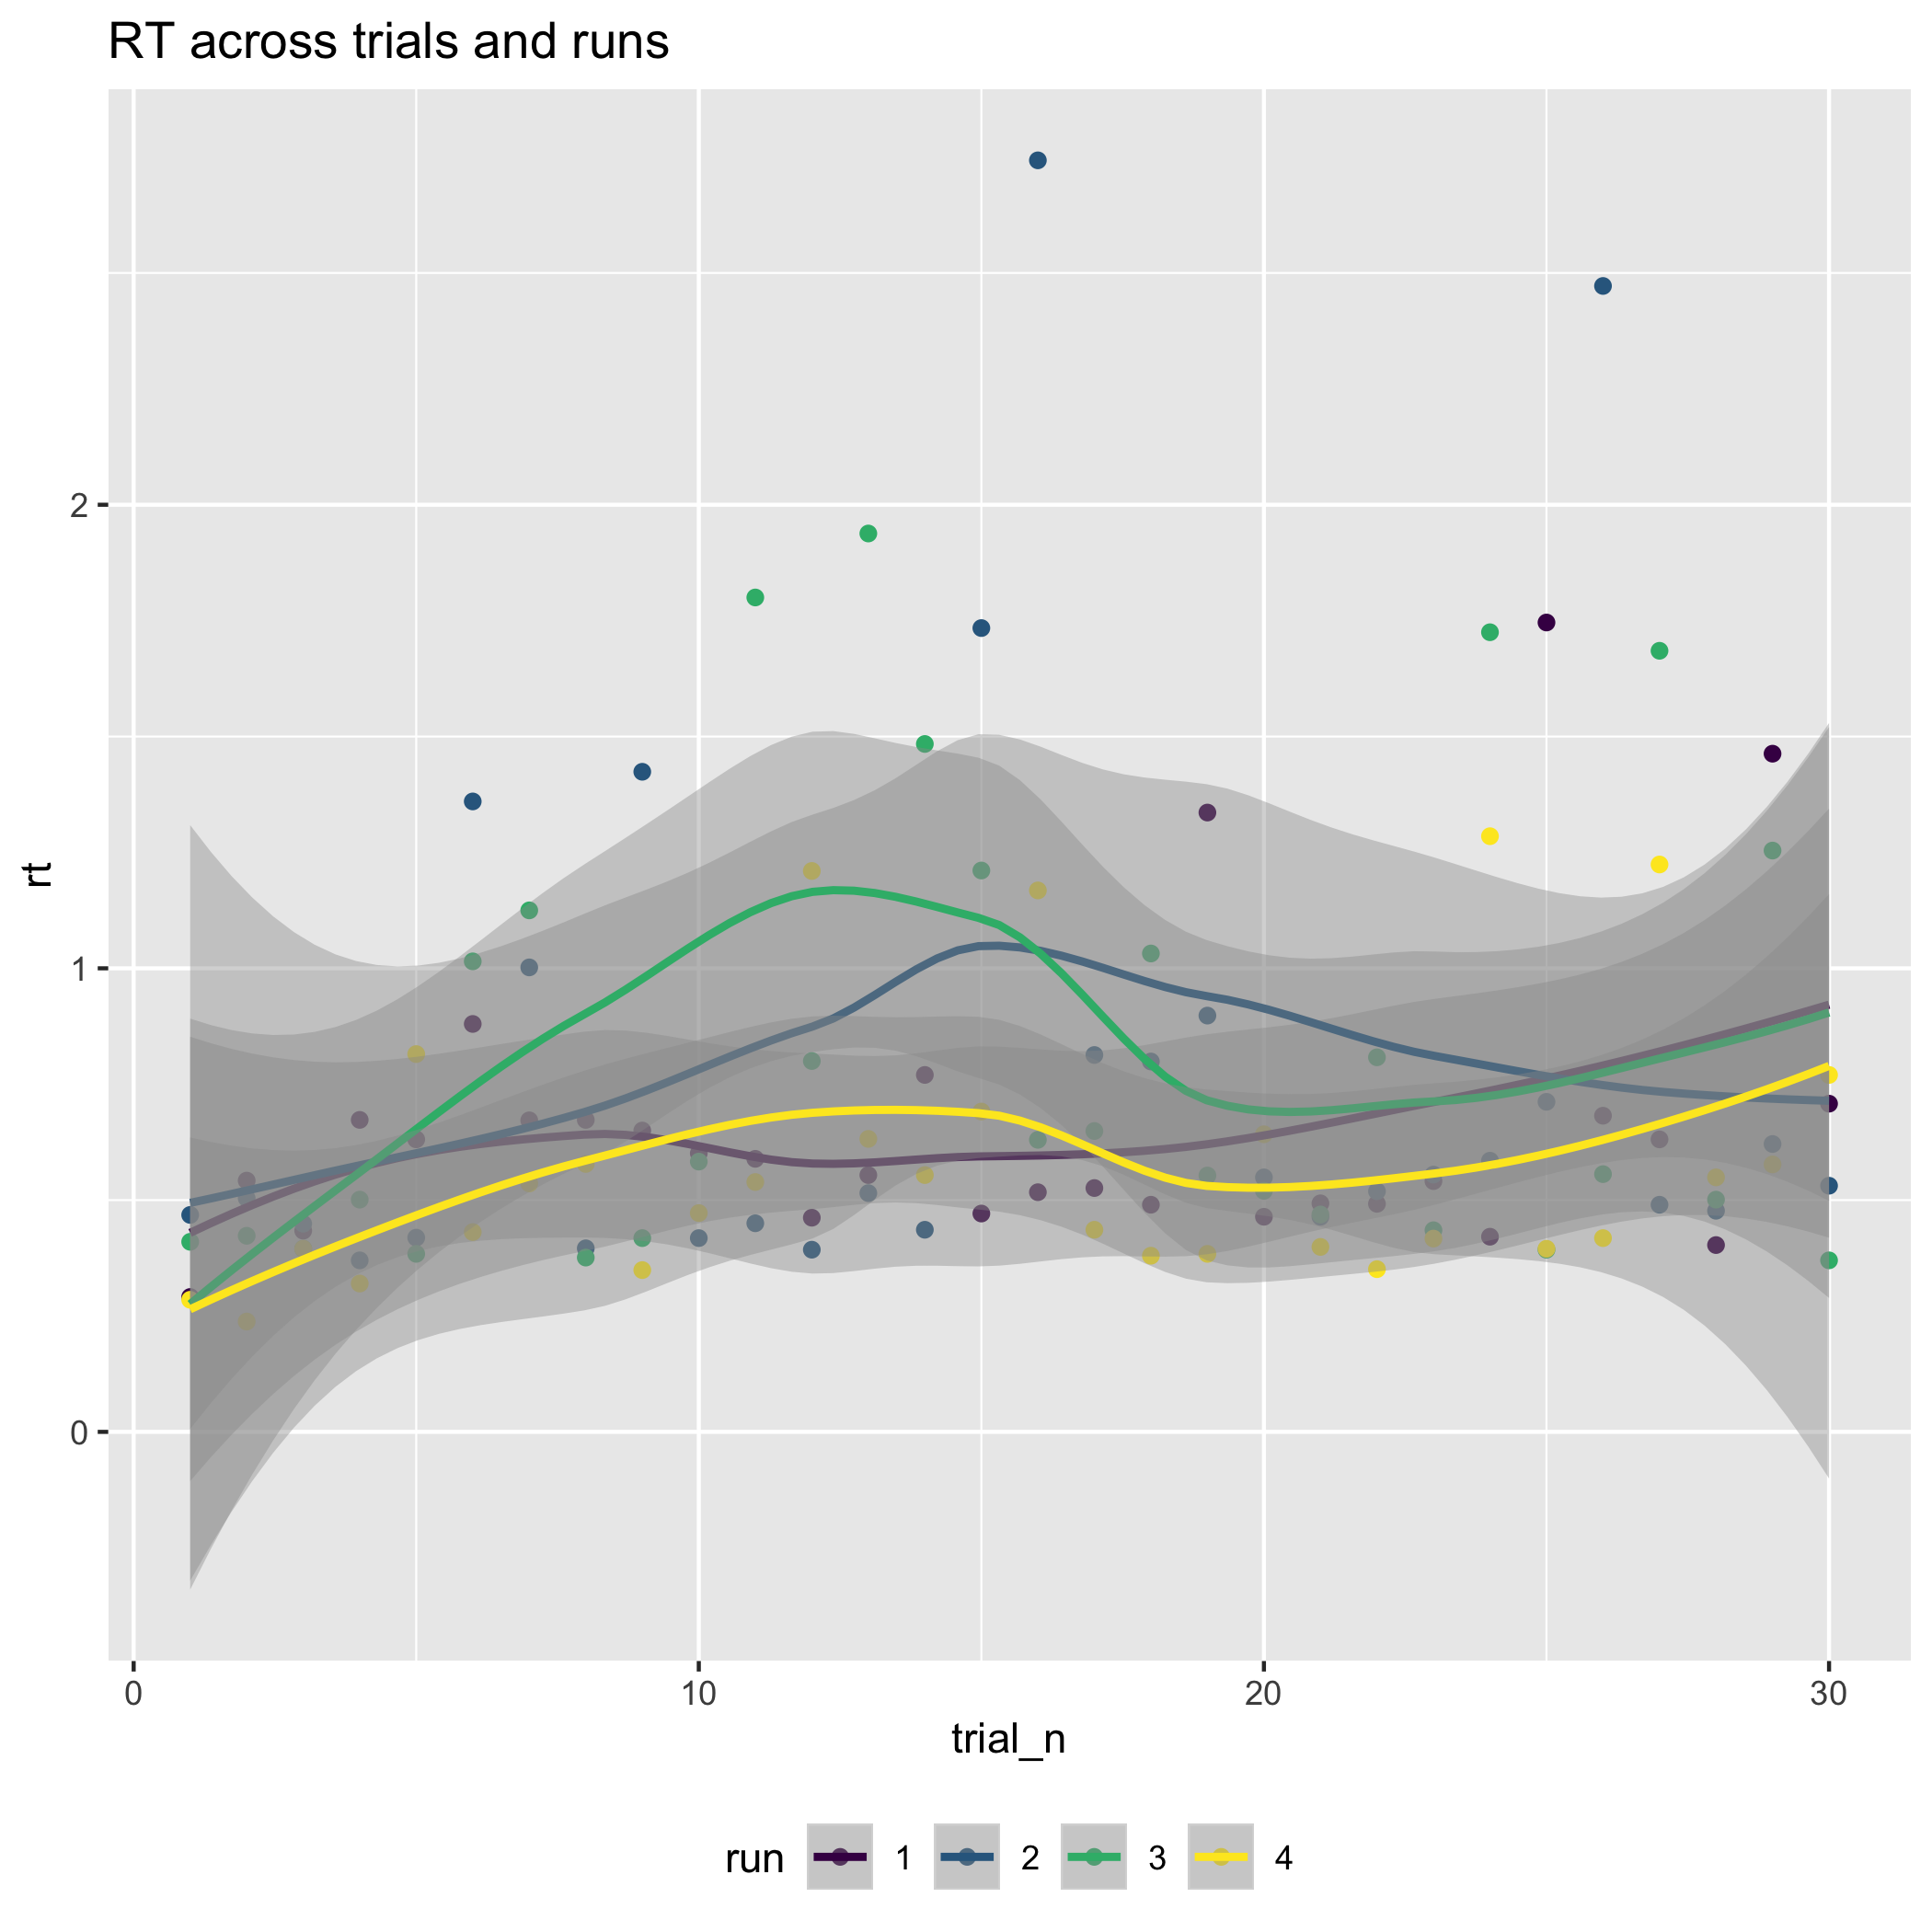 RT across trials and runs
rt
2
1
0
0 10 20 30
trial_n
run 1 2 3 4